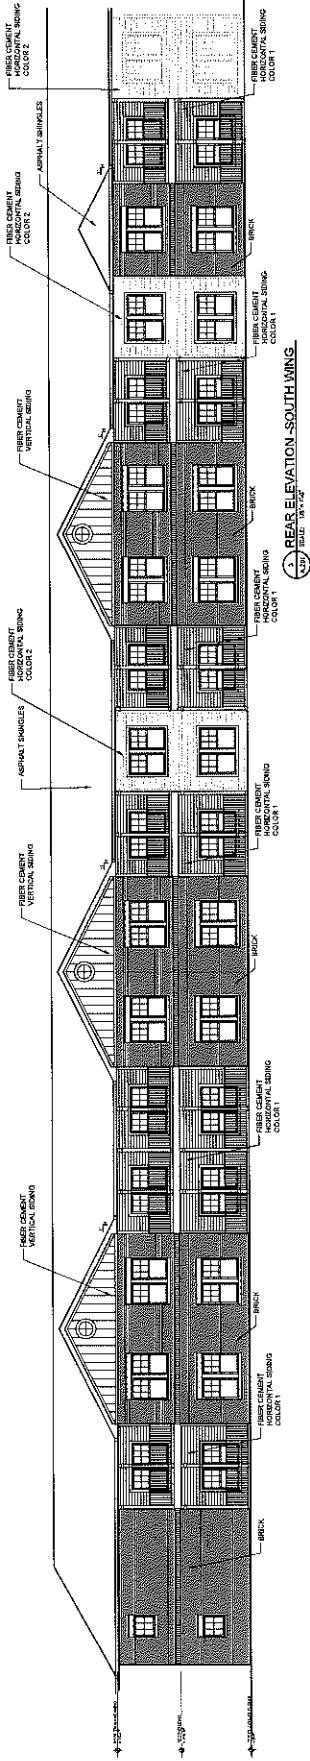 FIBER CEMENT
VERTICAL SIDING
FIBER CEMENT
VERTICAL SIDING
ASPHALT SHINGLES
FIBER CEMENT
HORIZONTAL SIDING
COLOR 2
FIBER CEMENT
VERTICAL SIDING
FIBER CEMENT
HORIZONTAL SIDING
COLOR 2
ASPHALT SHINGLES
FIBER CEMENT
HORIZONTAL SIDING
COLOR 2
BRICK
FIBER CEMENT
HORIZONTAL SIDING
COLOR 1
BRICK
FIBER CEMENT
HORIZONTAL SIDING
COLOR 1
BRICK
FIBER CEMENT
HORIZONTAL SIDING
COLOR 1
FIBER CEMENT
HORIZONTAL SIDING
COLOR 1
BRICK
FIBER CEMENT
HORIZONTAL SIDING
COLOR 1
BRICK
FIBER CEMENT
HORIZONTAL SIDING
COLOR 1
REAR ELEVATION -SOUTH WING
A.201